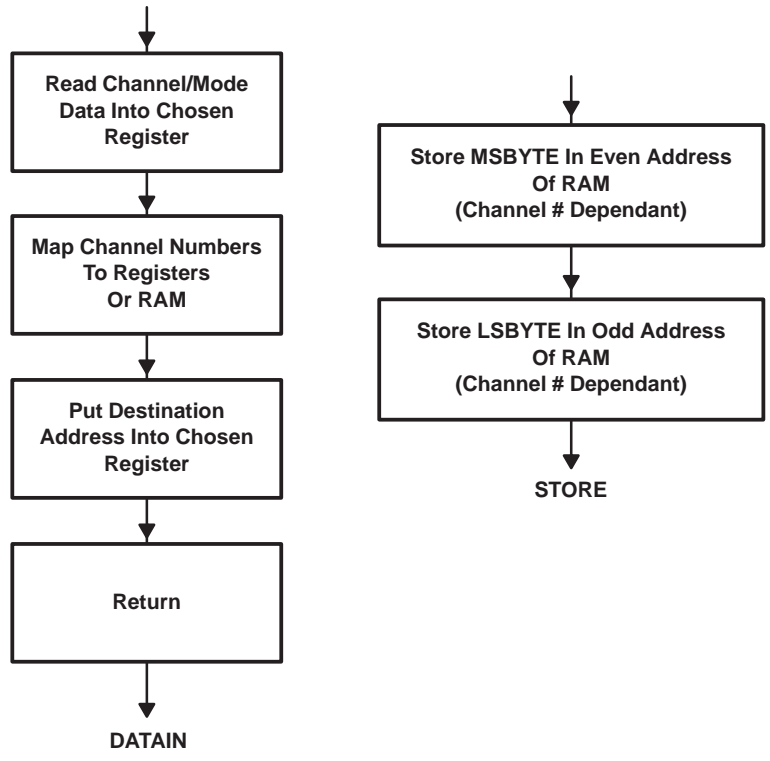 Read Channel/Mode
Data Into Chosen
Register
Map Channel Numbers
To Registers
Or RAM
Put Destination
Address Into Chosen
Register
Return
DATAIN
Store MSBYTE In Even Address
Of RAM
(Channel # Dependant)
Store LSBYTE In Odd Address
Of RAM
(Channel # Dependant)
STORE